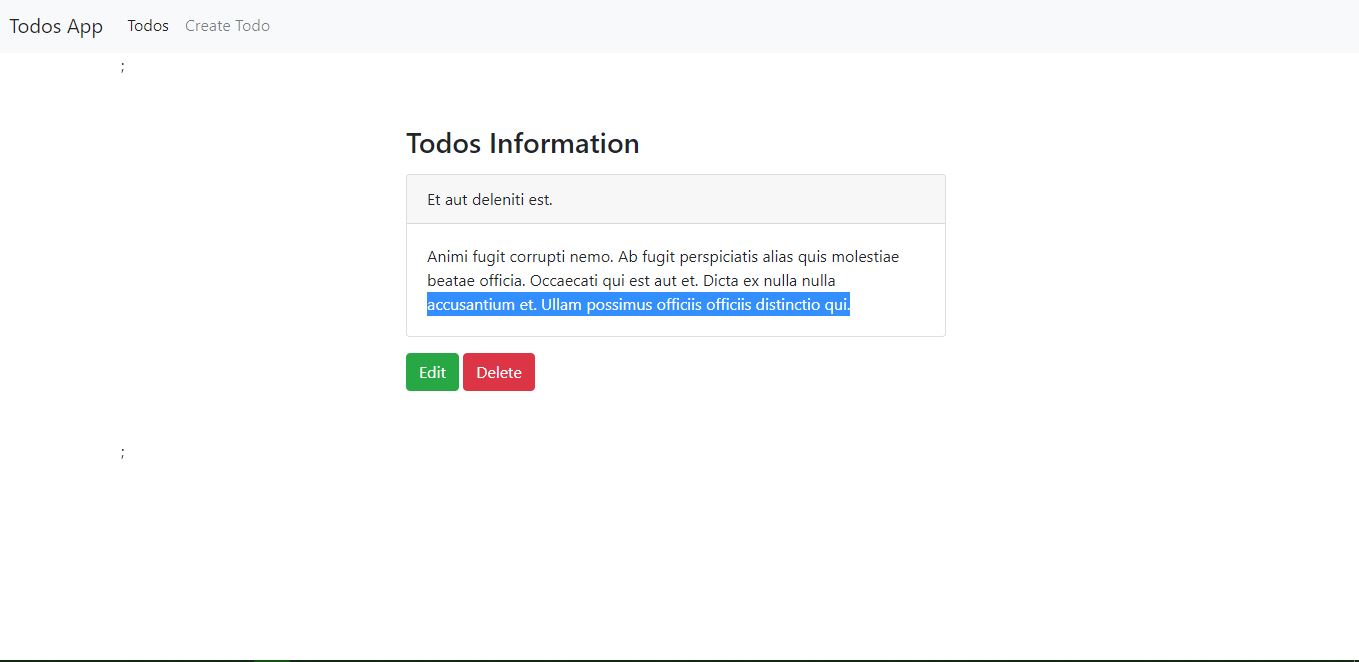 Todos App Todos Create Todo
;
Todos Information
Et aut deleniti est.
Animi fugit corrupti nemo. Ab fugit perspiciatis alias quis molestiae
beatae officia. Occaecati qui est aut et. Dicta ex nulla nulla
accusantium et. Ullam possimus officiis officiis distinctio qui.
Edit Delete
;